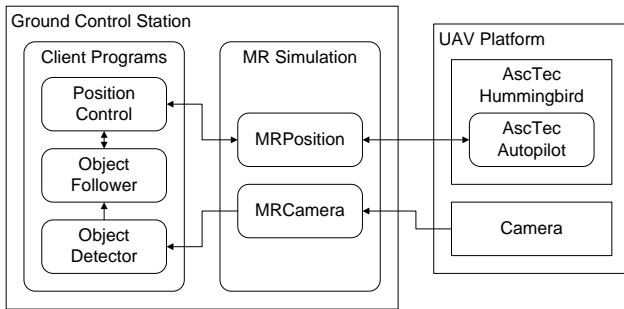 Ground Control Station
Client Programs
Position
Control
Object
Follower
Object
Detector
MR Simulation
MRPosition
MRCamera
UAV Platform
AscTec
Hummingbird
AscTec
Autopilot
Camera